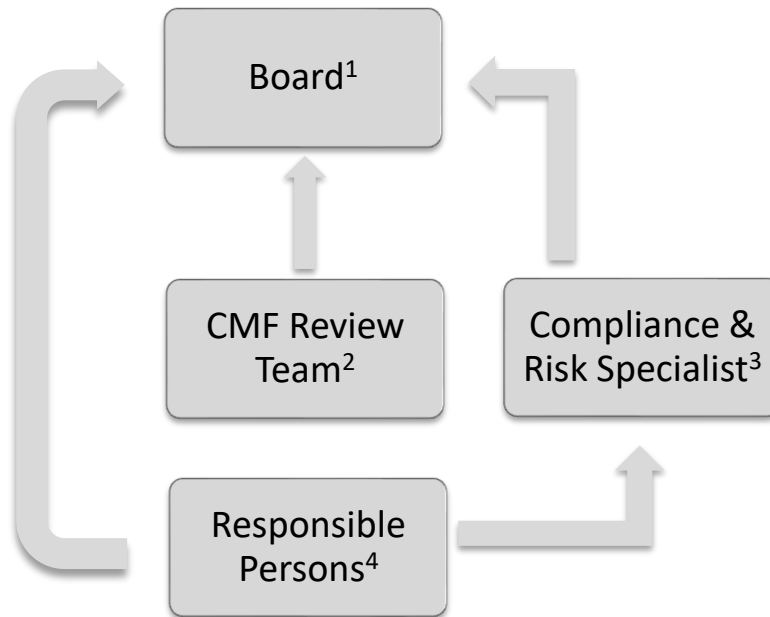 Board¹
CMF Review
Team²
Compliance &
Risk Specialist³
Responsible
Persons⁴